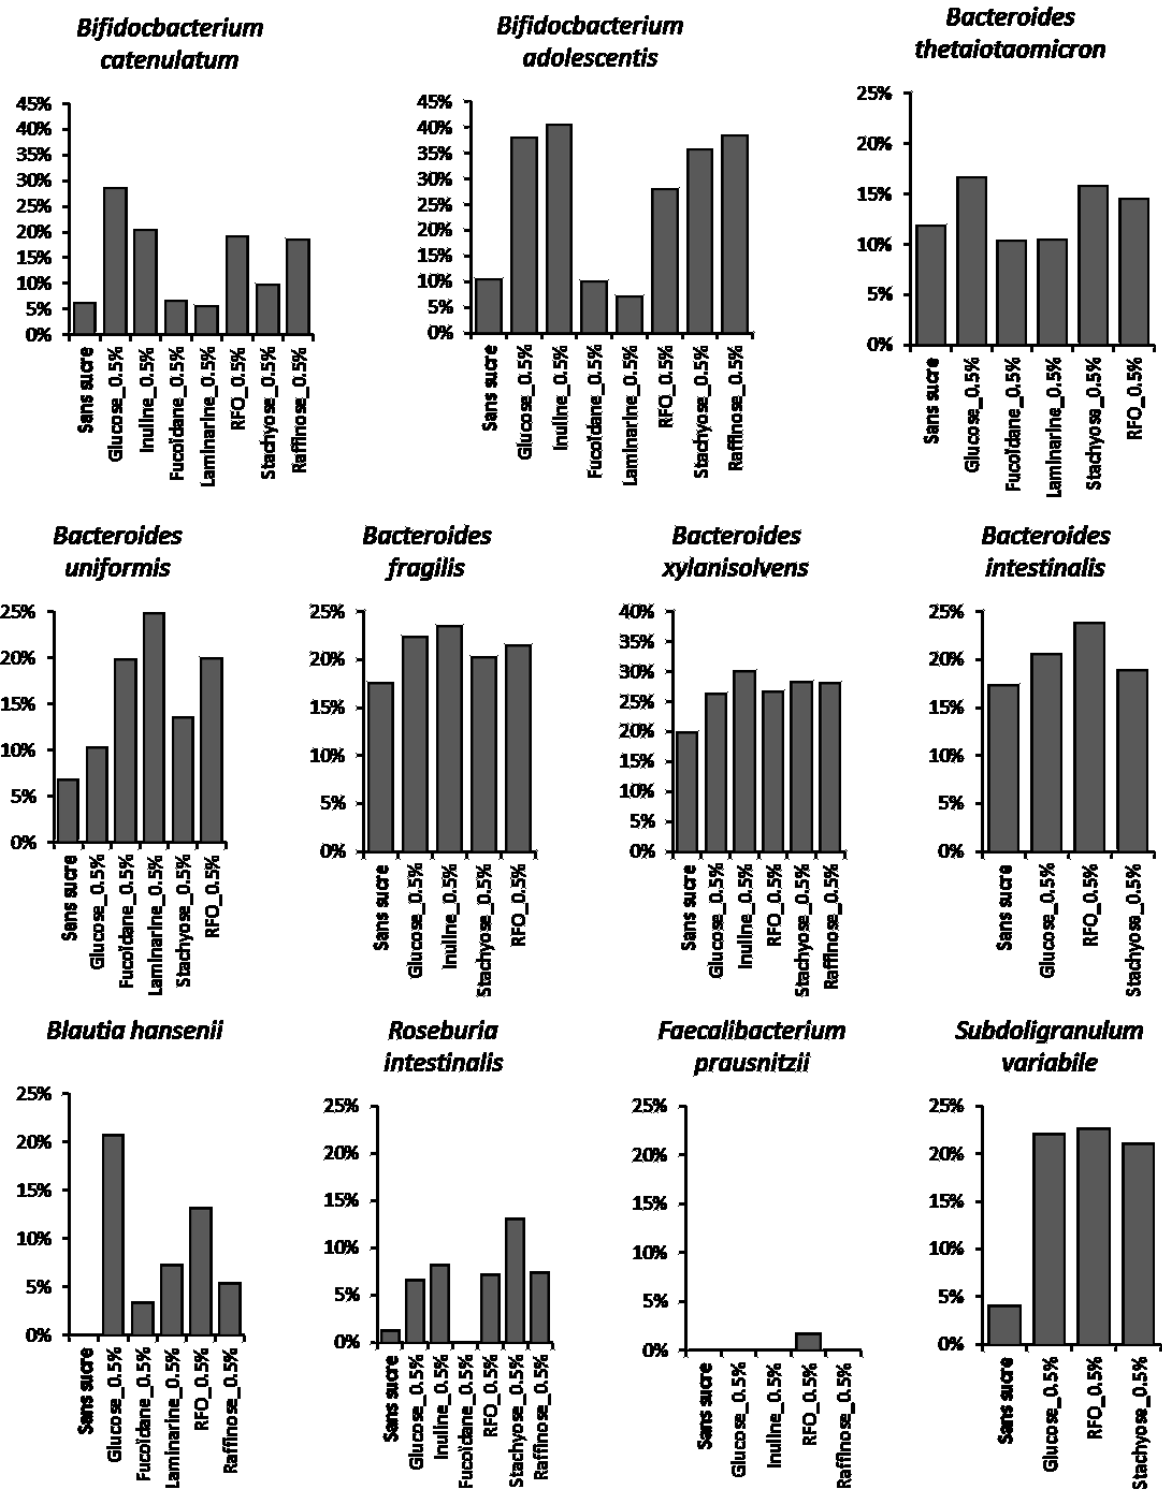 Bifidocbacterium
catenulatum
45%
40%
35%
30%
25%
20%
15%
10%
5%
0%
Sans sucre
Glucose_0.5%
Inuline_0.5%
Fucoïdane_0.5%
Laminarine_0.5%
RFO_0.5%
Stachyose_0.5%
Raffinose_0.5%
Bifidocbacterium
adolescentis
45%
40%
35%
30%
25%
20%
15%
10%
5%
0%
Sans sucre
Glucose_0.5%
Inuline_0.5%
Fucoïdane_0.5%
Laminarine_0.5%
RFO_0.5%
Stachyose_0.5%
Raffinose_0.5%
Bacteroides
thetaiotaomicron
25%
20%
15%
10%
5%
0%
Sans sucre
Glucose_0.5%
Fucoïdane_0.5%
Laminarine_0.5%
Stachyose_0.5%
RFO_0.5%
Bacteroides
uniformis
25%
20%
15%
10%
5%
0%
Sans sucre
Glucose_0.5%
Fucoïdane_0.5%
Laminarine_0.5%
Stachyose_0.5%
RFO_0.5%
Bacteroides
fragilis
25%
20%
15%
10%
5%
0%
Sans sucre
Glucose_0.5%
Inuline_0.5%
Stachyose_0.5%
RFO_0.5%
Bacteroides
xylanisolvens
40%
35%
30%
25%
20%
15%
10%
5%
0%
Sans sucre
Glucose_0.5%
Inuline_0.5%
RFO_0.5%
Stachyose_0.5%
Raffinose_0.5%
Bacteroides
intestinalis
25%
20%
15%
10%
5%
0%
Sans sucre
Glucose_0.5%
RFO_0.5%
Stachyose_0.5%
Blautia hansenii
25%
20%
15%
10%
5%
0%
Sans sucre
Glucose_0.5%
Fucoïdane_0.5%
Laminarine_0.5%
RFO_0.5%
Raffinose_0.5%
Roseburia
intestinalis
25%
20%
15%
10%
5%
0%
Sans sucre
Glucose_0.5%
Inuline_0.5%
Fucoïdane_0.5%
RFO_0.5%
Stachyose_0.5%
Raffinose_0.5%
Faecalibacterium
prausnitzii
25%
20%
15%
10%
5%
0%
Sans sucre
Glucose_0.5%
Inuline_0.5%
RFO_0.5%
Raffinose_0.5%
Subdoligranulum
variabile
25%
20%
15%
10%
5%
0%
Sans sucre
Glucose_0.5%
RFO_0.5%
Stachyose_0.5%